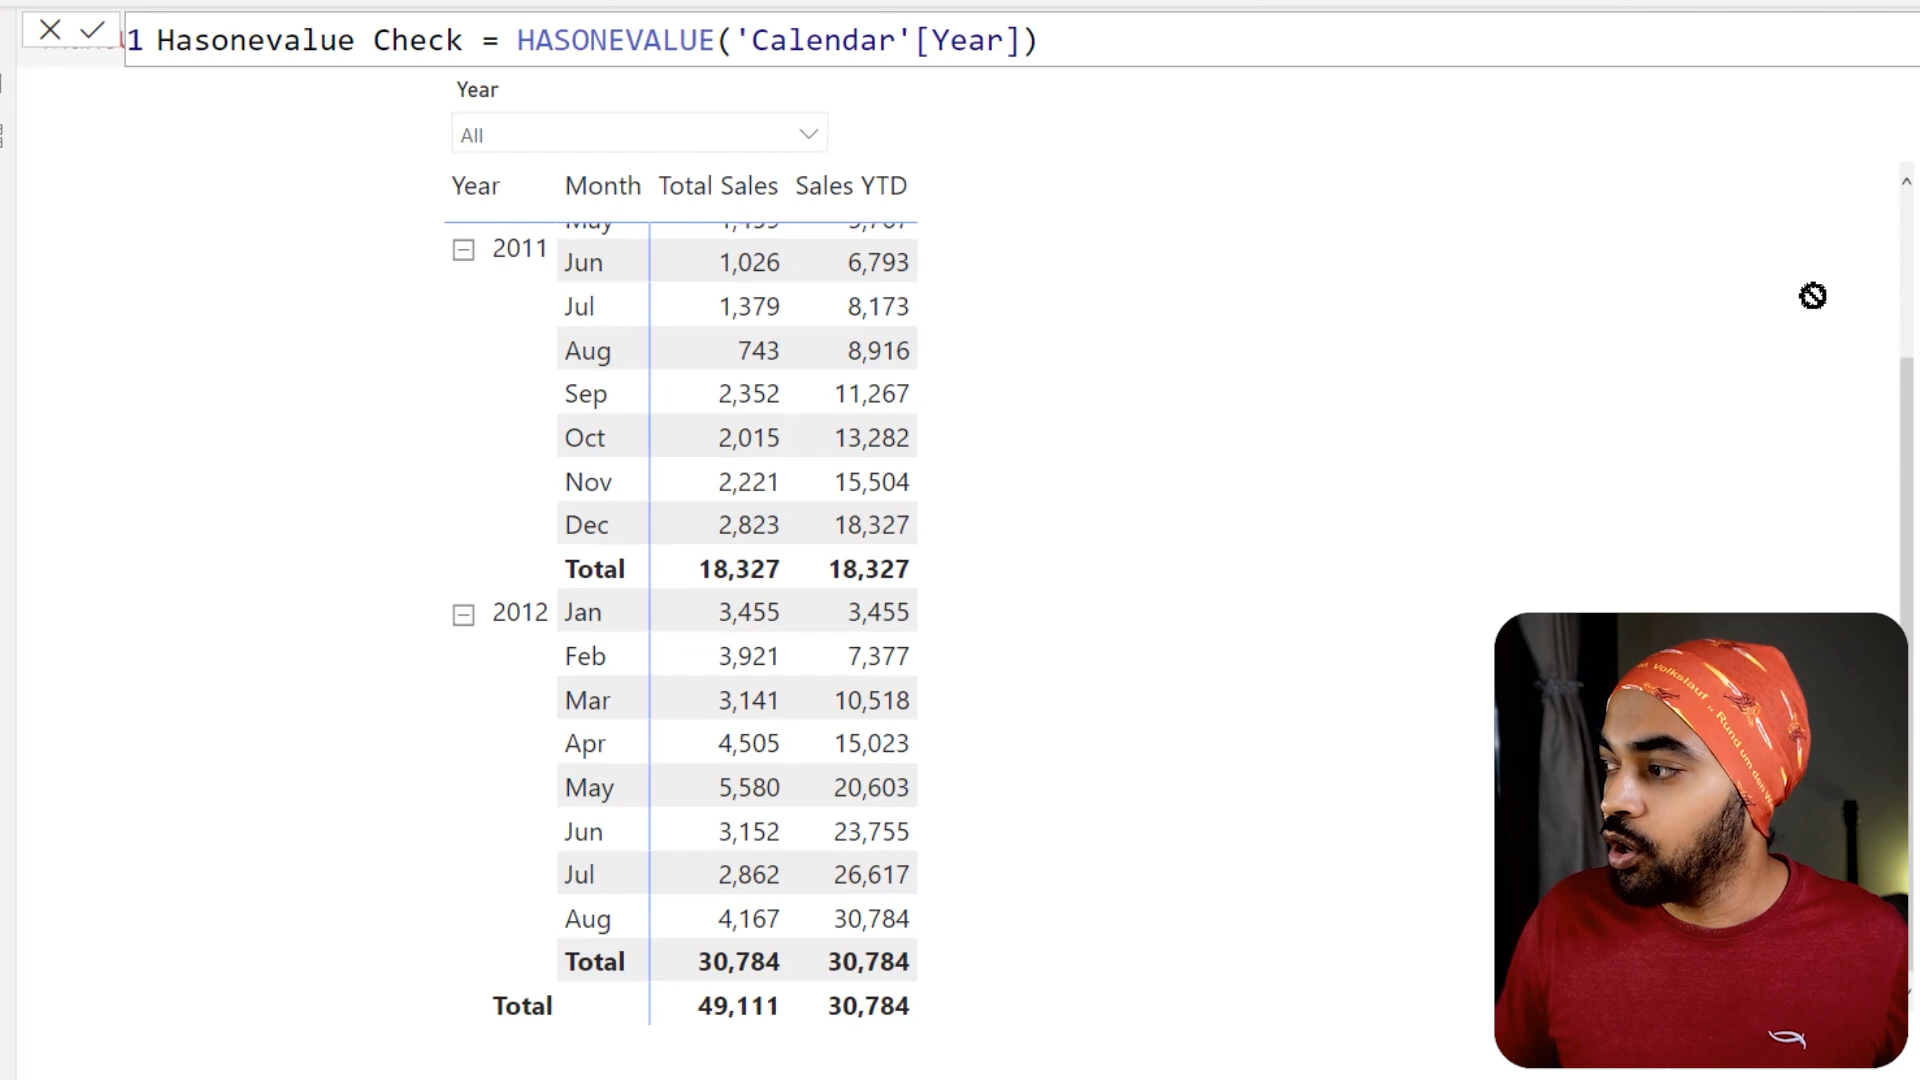 1 Hasonevalue Check = HASONEVALUE('Calendar'[Year])
Year
All
Year Month Total Sales Sales YTD
2011
Jun 1,026 6,793
Jul 1,379 8,173
Aug 743 8,916
Sep 2,352 11,267
Oct 2,015 13,282
Nov 2,221 15,504
Dec 2,823 18,327
Total 18,327 18,327
2012 Jan 3,455 3,455
Feb 3,921 7,377
Mar 3,141 10,518
Apr 4,505 15,023
May 5,580 20,603
Jun 3,152 23,755
Jul 2,862 26,617
Aug 4,167 30,784
Total 30,784 30,784
Total 49,111 30,784
Volkslauf „ Rund um den